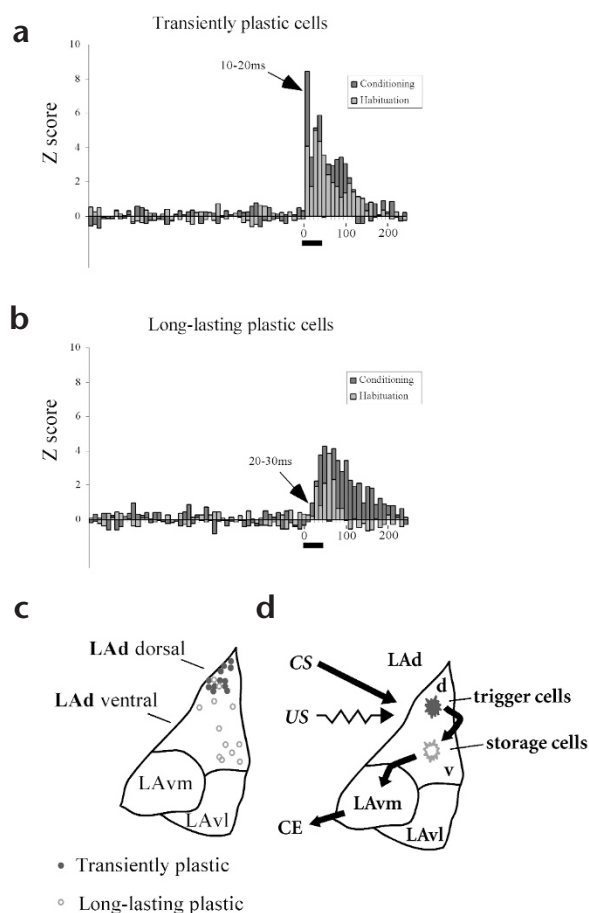 a
Transiently plastic cells
10
8
6
4
2
0
Z score
10-20ms
Conditioning
Habituation
0 100 200
b
Long-lasting plastic cells
10
8
6
4
2
0
Z score
20-30ms
Conditioning
Habituation
0 100 200
c
LAd dorsal
LAd ventral
LAvm
LAvl
Transiently plastic
Long-lasting plastic
d
CS
US
LAd
d
trigger cells
storage cells
v
LAvm
CE
LAvl